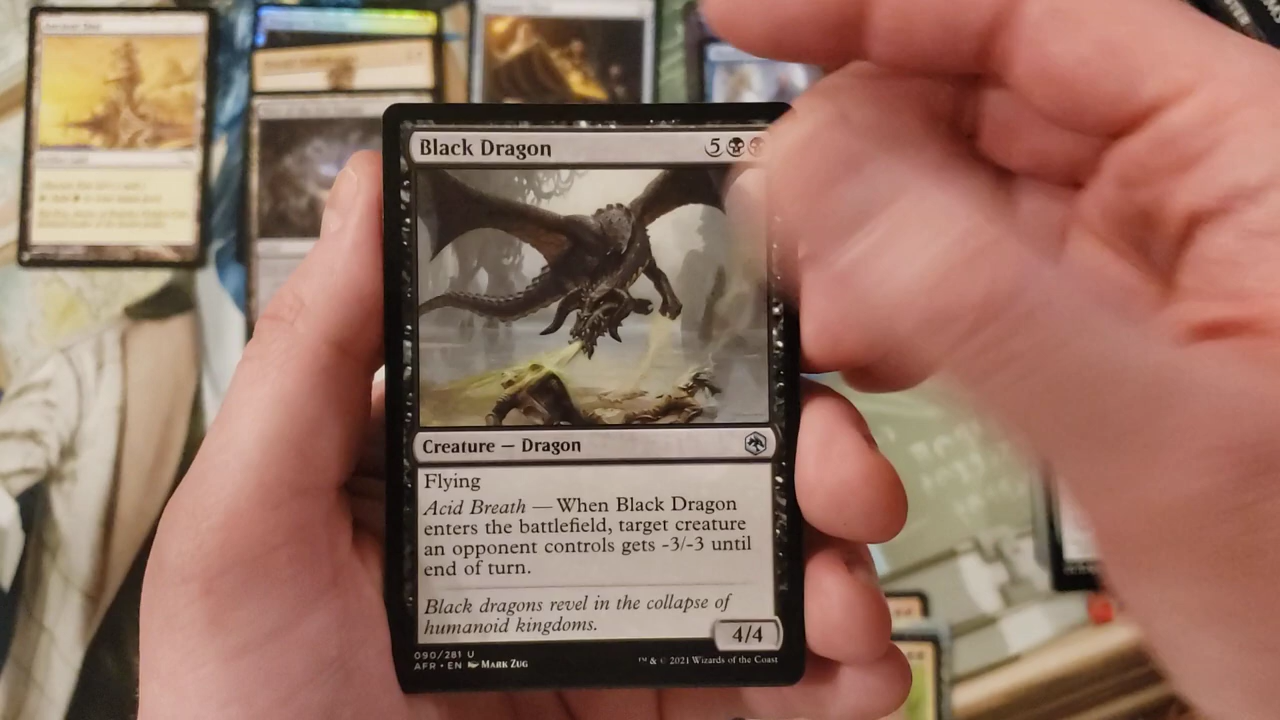 Black Dragon 5
Creature — Dragon
Flying
Acid Breath — When Black Dragon
enters the battlefield, target creature
an opponent controls gets -3/-3 until
end of turn.
Black dragons revel in the collapse of
humanoid kingdoms.
4/4
090/281 U
AFR • EN MARK ZUG
™ & © 2021 Wizards of the Coast